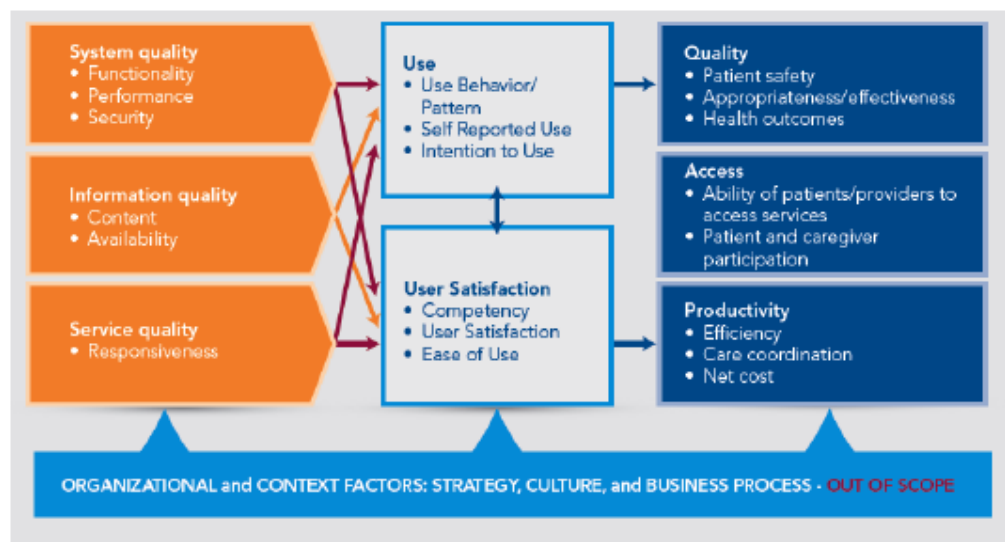 System quality
• Functionality
• Performance
• Security
Information quality
• Content
• Availability
Service quality
• Responsiveness
Use
• Use Behavior/
Pattern
• Self Reported Use
• Intention to Use
User Satisfaction
• Competency
• User Satisfaction
• Ease of Use
Quality
• Patient safety
• Appropriateness/effectiveness
• Health outcomes
Access
• Ability of patients/providers to
access services
• Patient and caregiver
participation
Productivity
• Efficiency
• Care coordination
• Net cost
ORGANIZATIONAL and CONTEXT FACTORS: STRATEGY, CULTURE, and BUSINESS PROCESS - OUT OF SCOPE